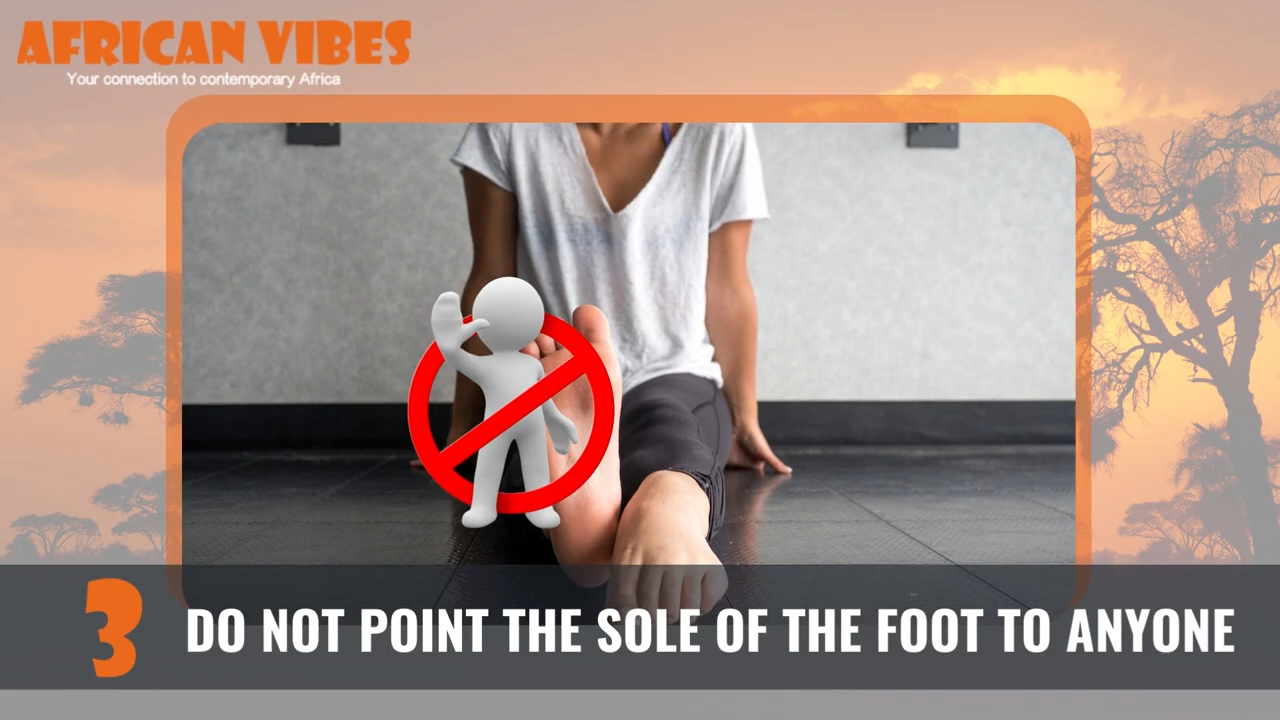 AFRICAN VIBES
Your connection to contemporary Africa
3 DO NOT POINT THE SOLE OF THE FOOT TO ANYONE